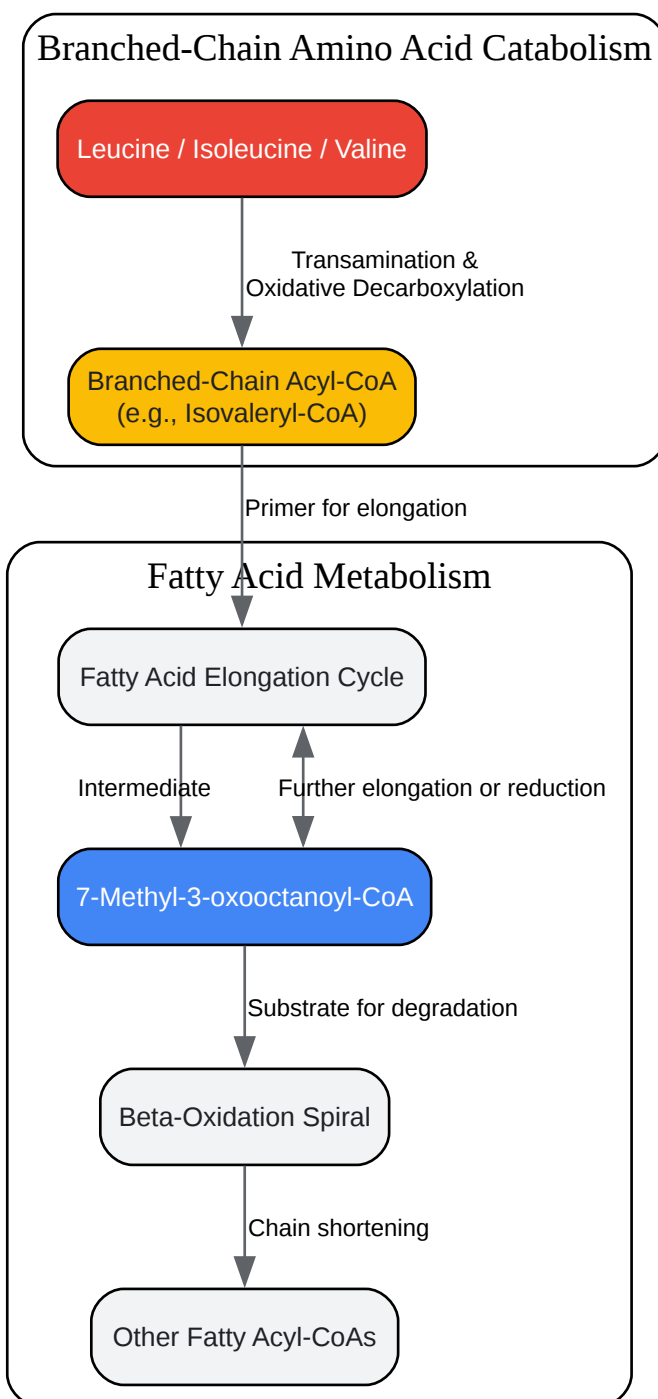 Branched-Chain Amino Acid Catabolism
Leucine / Isoleucine / Valine
Transamination &
Oxidative Decarboxylation
Branched-Chain Acyl-CoA
(e.g., Isovaleryl-CoA)
Primer for elongation
Fatty Acid Metabolism
Fatty Acid Elongation Cycle
Intermediate
Further elongation or reduction
7-Methyl-3-oxooctanoyl-CoA
Substrate for degradation
Beta-Oxidation Spiral
Chain shortening
Other Fatty Acyl-CoAs